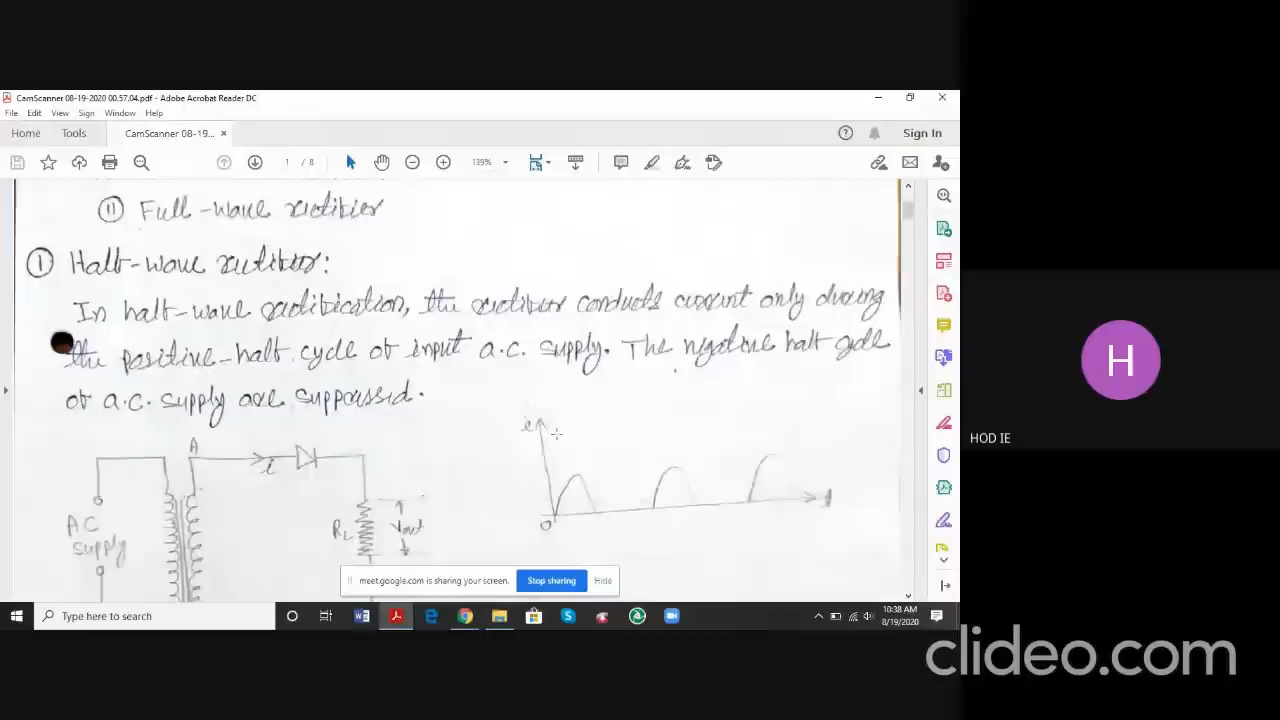 CamScanner 08-19-2020 00.57.04.pdf - Adobe Acrobat Reader DC
File Edit View Sign Window Help
Home Tools CamScanner 08-19... × Sign In
1 / 8 139%
II Full-wave rectifier
I Half-wave rectifier:
In half-wave rectification, the rectifier conducts current only during
the positive-half cycle of input a.c. supply. The negative half cycle
of a.c. supply are suppressed.
A
i
i
AC
supply
RL
Vout
O
t
meet.google.com is sharing your screen. Stop sharing Hide
H
HOD IE
Type here to search
10:38 AM
8/19/2020
clideo.com